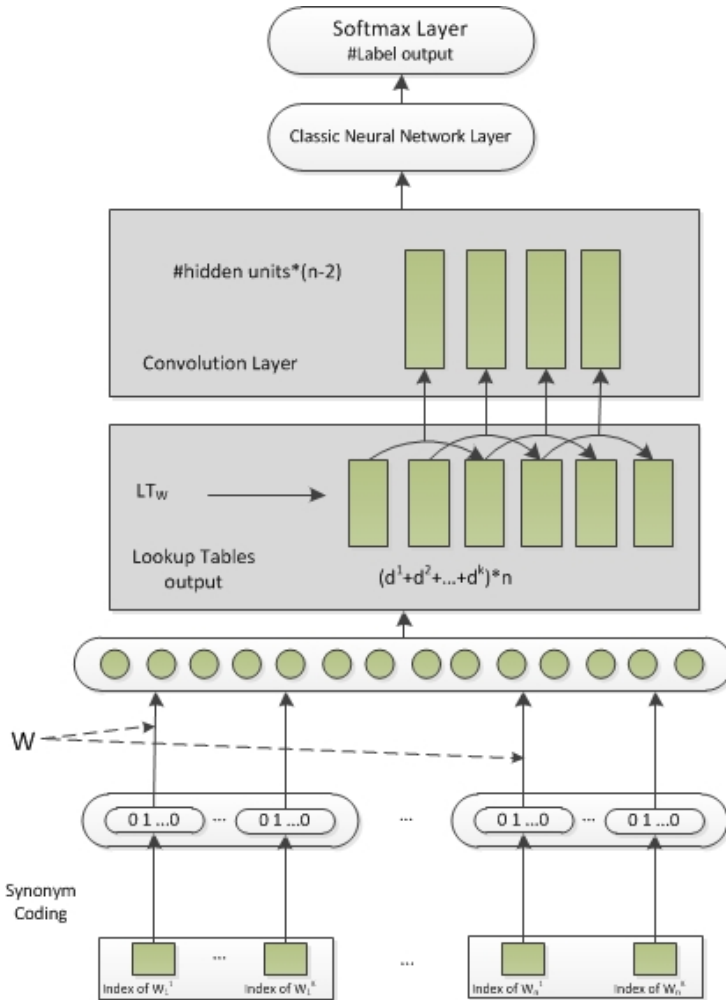 Softmax Layer
#Label output
Classic Neural Network Layer
#hidden units*(n-2)
Convolution Layer
LTW
Lookup Tables
output
(d¹+d²+...+dᵏ)*n
W
0 1 ...0 ... 0 1 ...0 ... 0 1 ...0 ... 0 1 ...0
Synonym
Coding
... ... ...
Index of W₁¹ Index of W₁ᴷ Index of Wₙ¹ Index of Wₙᴷ